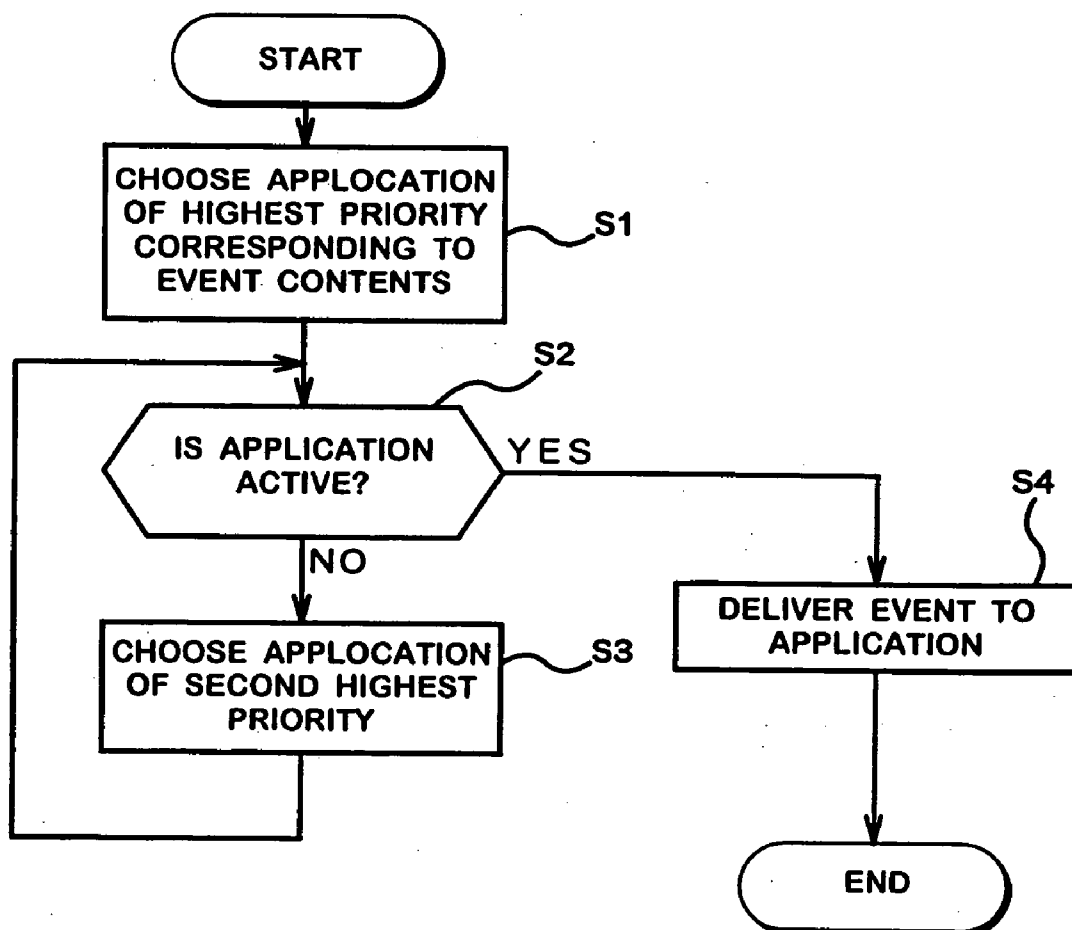 START
CHOOSE APPLOCATION
OF HIGHEST PRIORITY
CORRESPONDING TO
EVENT CONTENTS
S1
S2
IS APPLICATION
ACTIVE?
YES
NO
S4
DELIVER EVENT TO
APPLICATION
CHOOSE APPLOCATION
OF SECOND HIGHEST
PRIORITY
S3
END